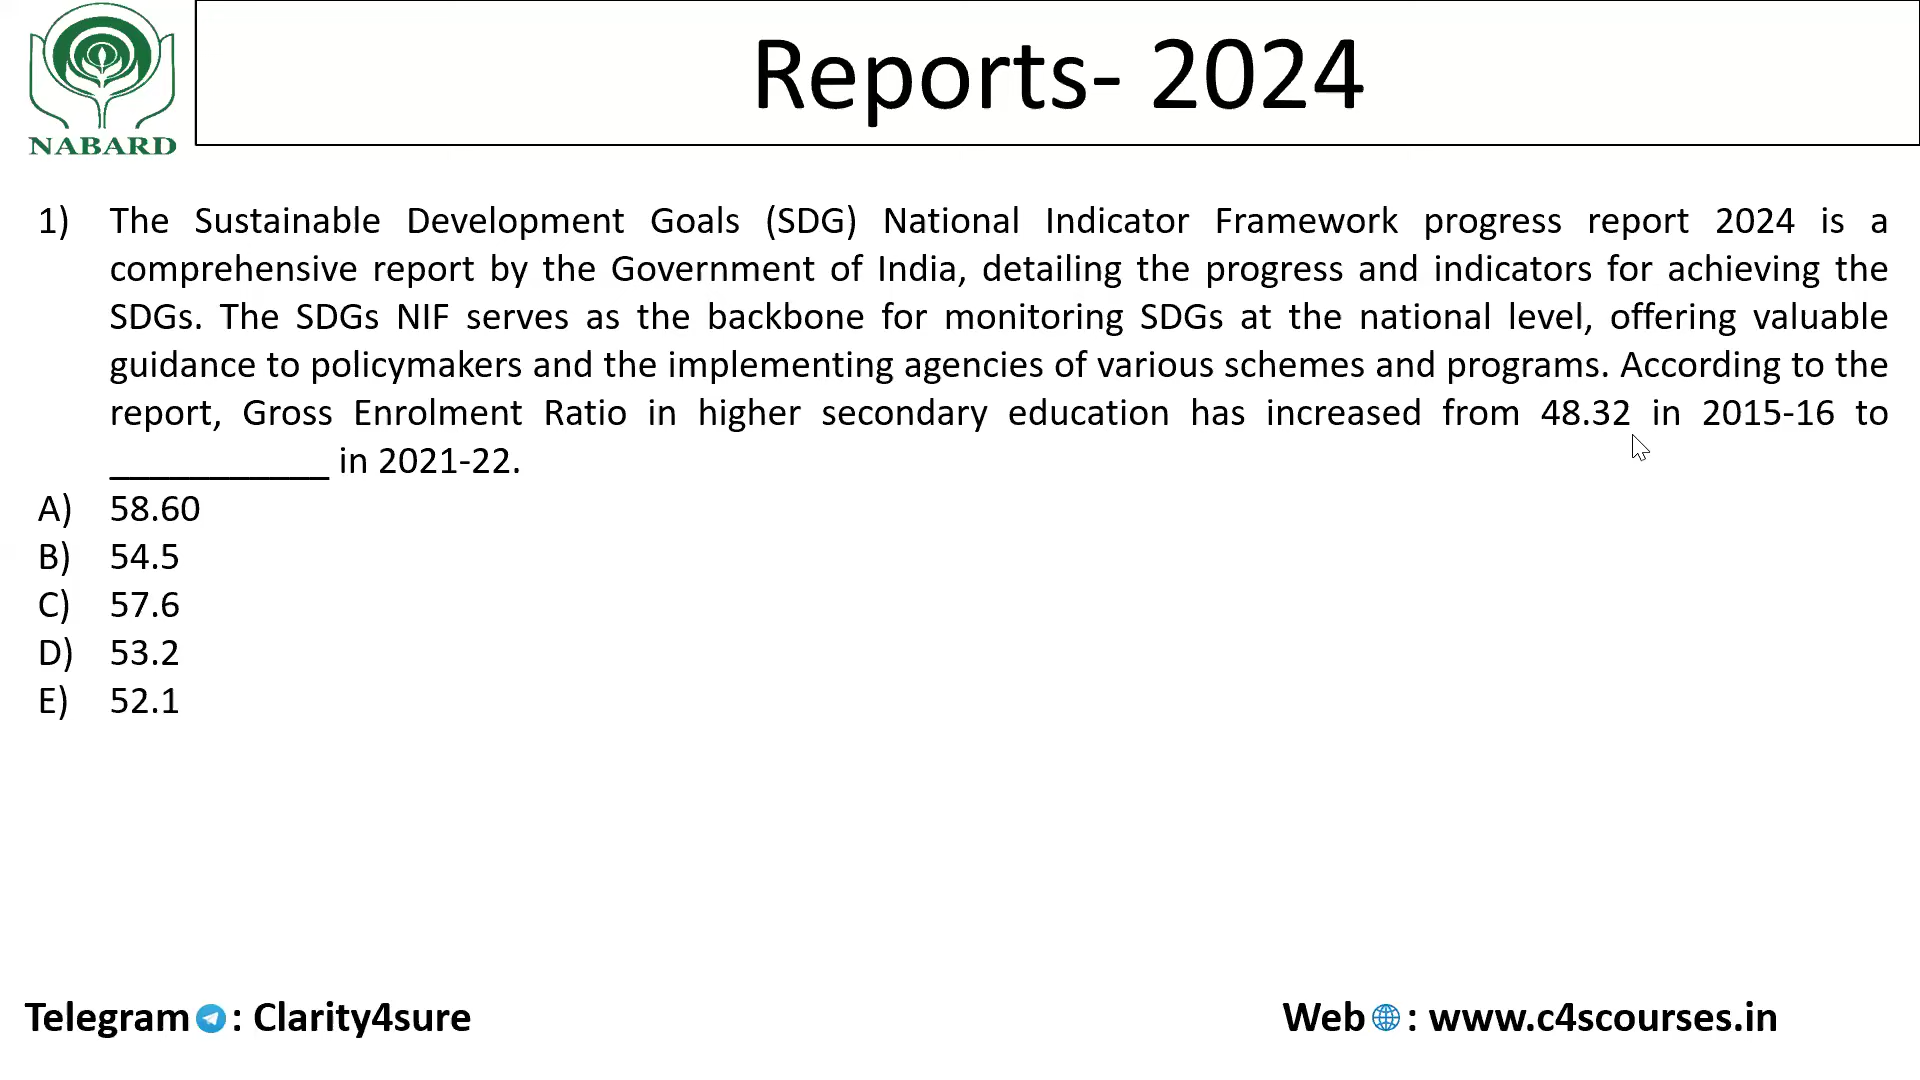 NABARD
Reports- 2024
1) The Sustainable Development Goals (SDG) National Indicator Framework progress report 2024 is a
comprehensive report by the Government of India, detailing the progress and indicators for achieving the
SDGs. The SDGs NIF serves as the backbone for monitoring SDGs at the national level, offering valuable
guidance to policymakers and the implementing agencies of various schemes and programs. According to the
report, Gross Enrolment Ratio in higher secondary education has increased from 48.32 in 2015-16 to
___________ in 2021-22.
A) 58.60
B) 54.5
C) 57.6
D) 53.2
E) 52.1
Telegram : Clarity4sure
Web : www.c4scourses.in